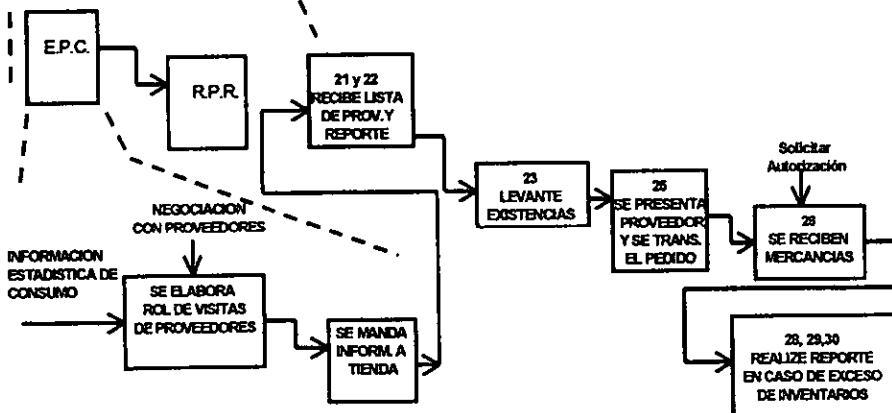 E.P.C.
R.P.R.
21 y 22
RECIBE LISTA
DE PROV. Y
REPORTE
23
LEVANTE
EXISTENCIAS
25
SE PRESENTA
PROVEEDOR
Y SE TRANS.
EL PEDIDO
Solicitar
Autorización
26
SE RECIBEN
MERCANCIAS
NEGOCIACION
CON PROVEEDORES
INFORMACION
ESTADISTICA DE
CONSUMO
SE ELABORA
ROL DE VISITAS
DE PROVEEDORES
SE MANDA
INFORM. A
TIENDA
28, 29,30
REALIZE REPORTE
EN CASO DE EXCESO
DE INVENTARIOS